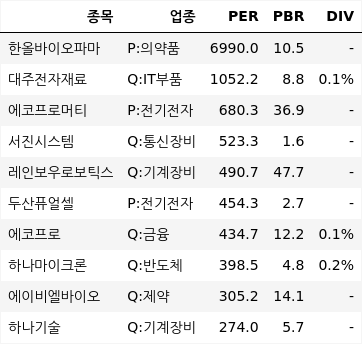 종목 업종 PER PBR DIV
한올바이오파마 P:의약품 6990.0 10.5 -
대주전자재료 Q:IT부품 1052.2 8.8 0.1%
에코프로머티 P:전기전자 680.3 36.9 -
서진시스템 Q:통신장비 523.3 1.6 -
레인보우로보틱스 Q:기계장비 490.7 47.7 -
두산퓨얼셀 P:전기전자 454.3 2.7 -
에코프로 Q:금융 434.7 12.2 0.1%
하나마이크론 Q:반도체 398.5 4.8 0.2%
에이비엘바이오 Q:제약 305.2 14.1 -
하나기술 Q:기계장비 274.0 5.7 -